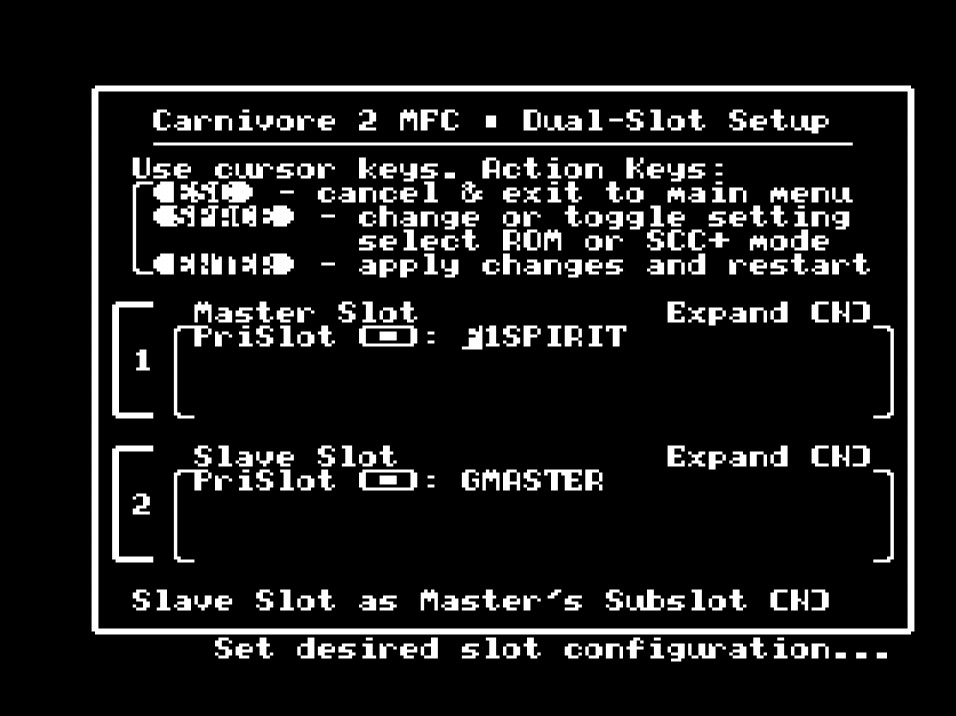 Carnivore 2 MFC ▪ Dual-Slot Setup
Use cursor keys. Action Keys:
ESC - cancel & exit to main menu
SPACE - change or toggle setting
select ROM or SCC+ mode
ENTER - apply changes and restart
Master Slot Expand [N]
PriSlot : F1SPIRIT
1
Slave Slot Expand [N]
PriSlot : GMASTER
2
Slave Slot as Master's Subslot [N]
Set desired slot configuration...